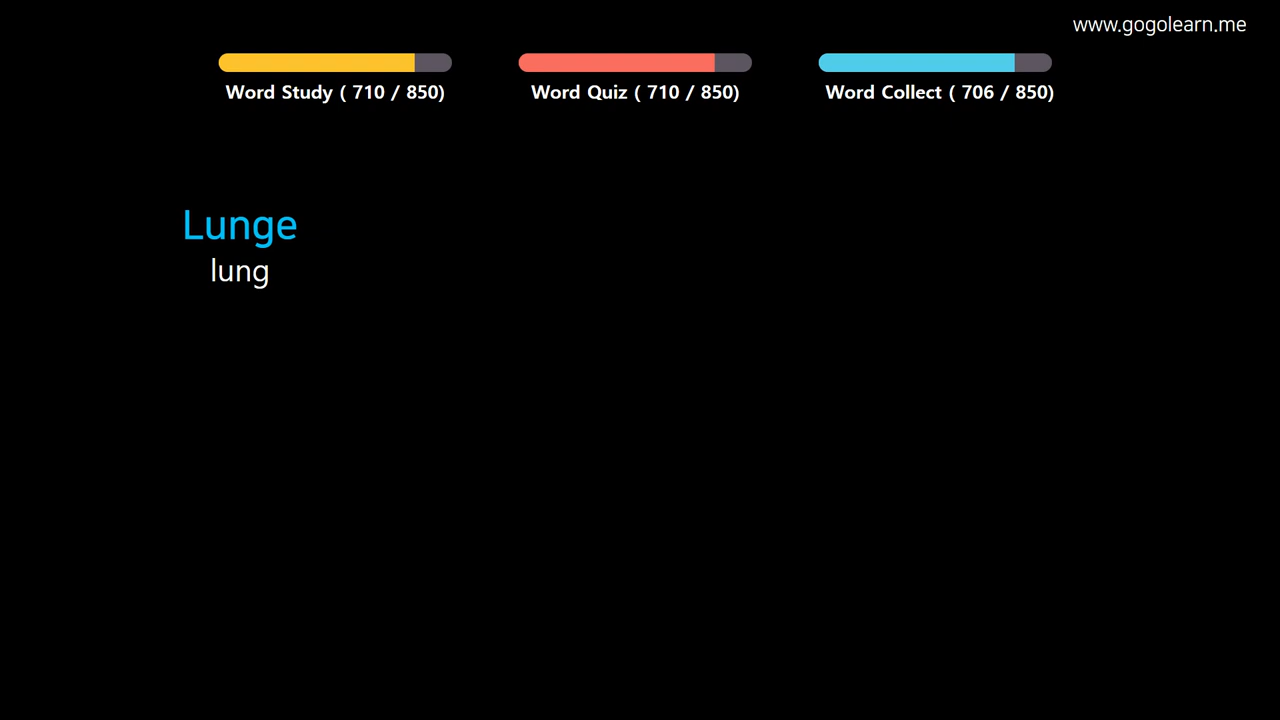 www.gogolearn.me
Word Study ( 710 / 850)
Word Quiz ( 710 / 850)
Word Collect ( 706 / 850)
Lunge
lung